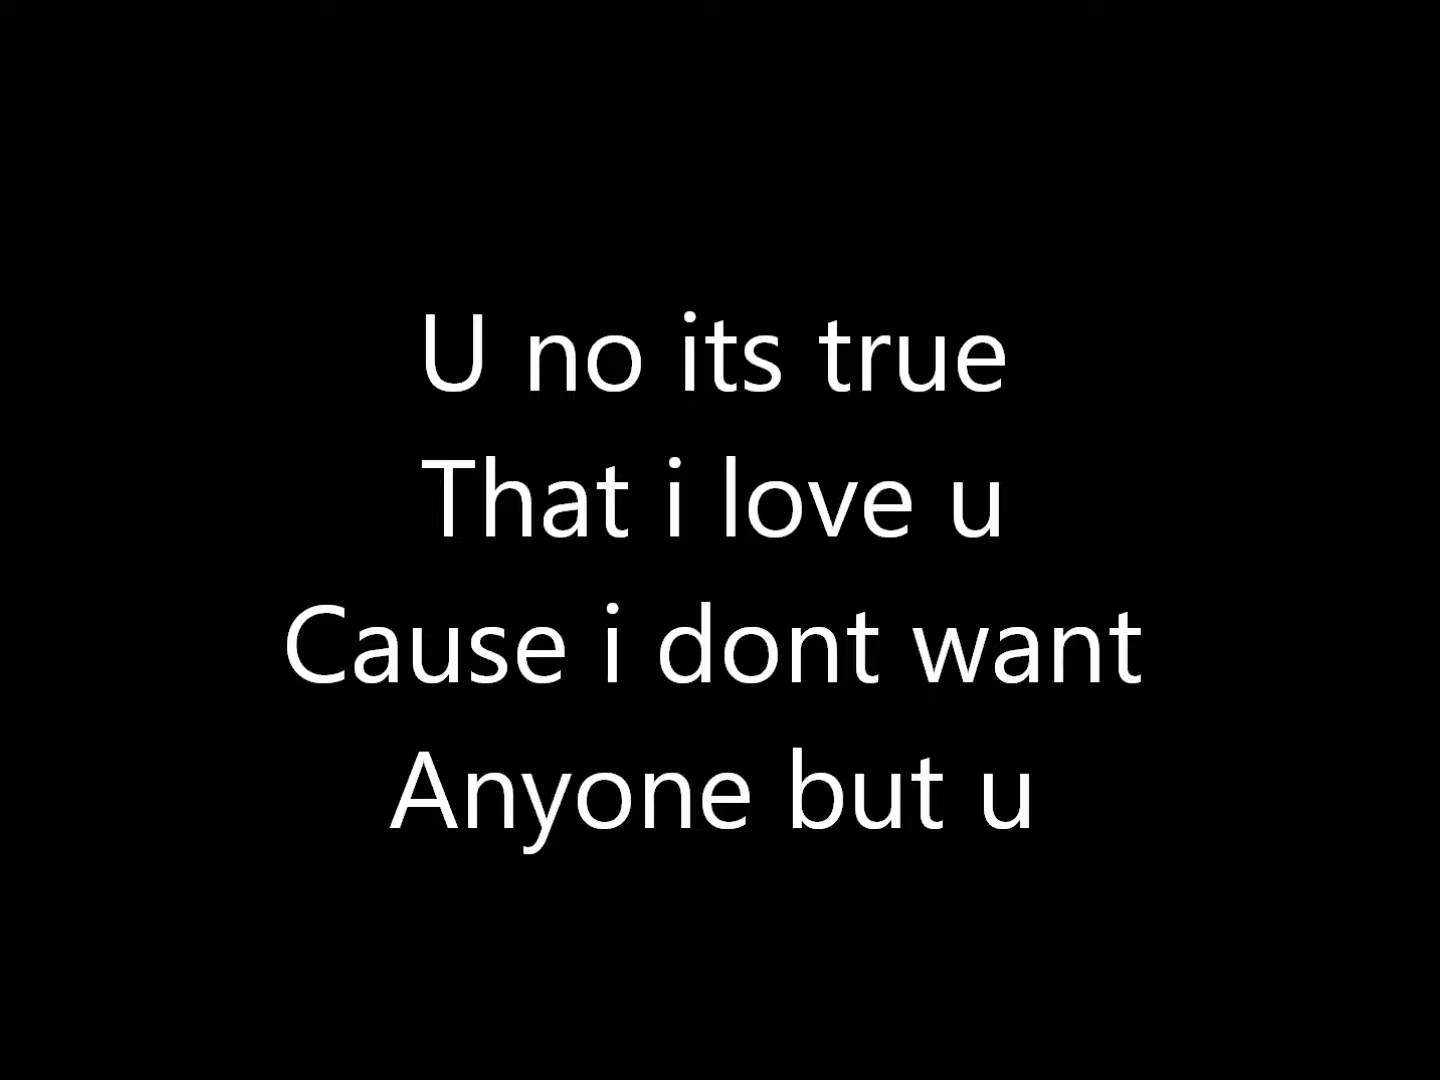 U no its true
That i love u
Cause i dont want
Anyone but u